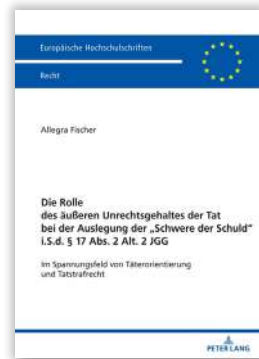 Europäische Hochschulschriften
Recht
Allegra Fischer
Die Rolle
des äußeren Unrechtsgehaltes der Tat
bei der Auslegung der „Schwere der Schuld“
i.S.d. § 17 Abs. 2 Alt. 2 JGG
Im Spannungsfeld von Täterorientierung
und Tatstrafrecht
PETER LANG